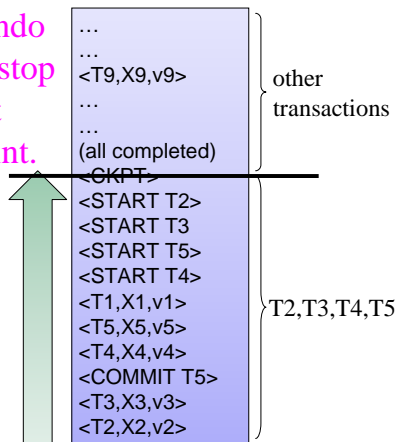 ndo
stop
t
nt.
…
…
<T9,X9,v9>
…
…
(all completed)
<CKPT>
<START T2>
<START T3
<START T5>
<START T4>
<T1,X1,v1>
<T5,X5,v5>
<T4,X4,v4>
<COMMIT T5>
<T3,X3,v3>
<T2,X2,v2>
other
transactions
T2,T3,T4,T5